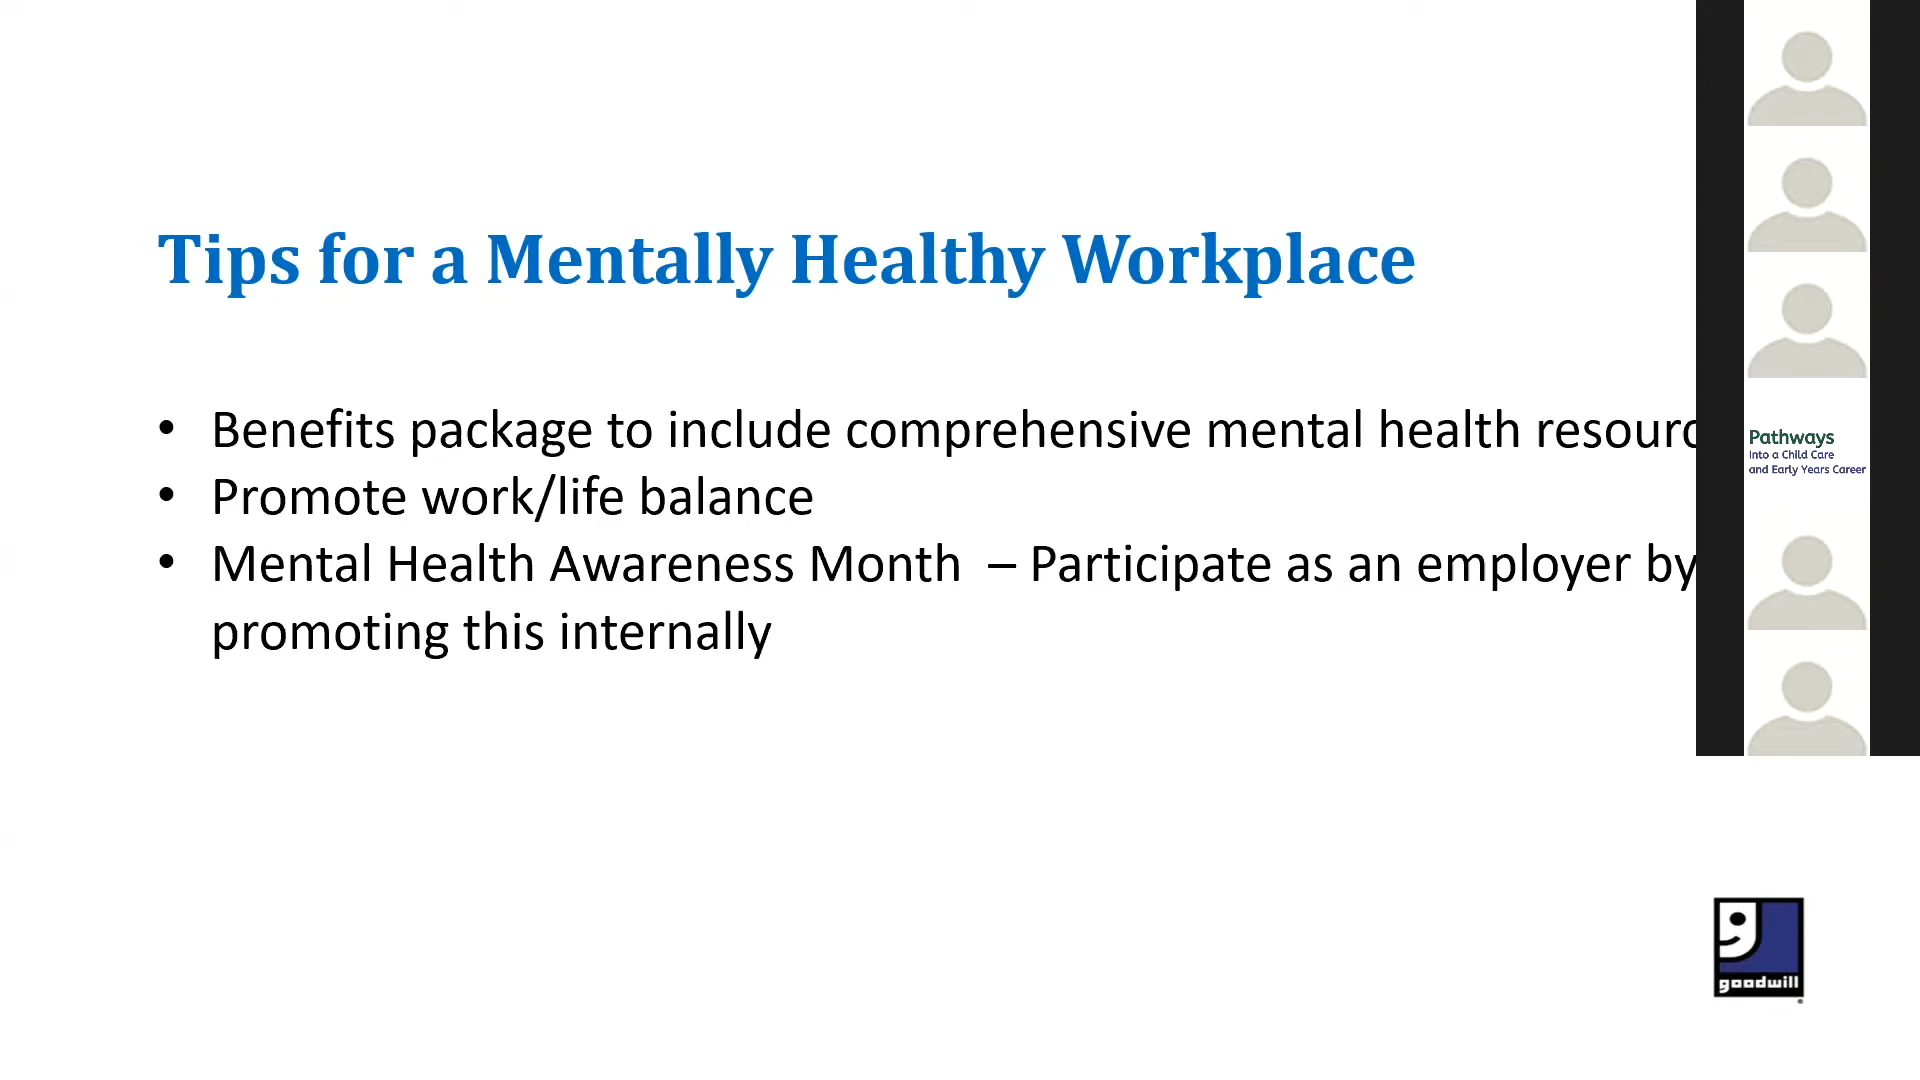 Tips for a Mentally Healthy Workplace
• Benefits package to include comprehensive mental health
• Promote work/life balance
• Mental Health Awareness Month – Participate as an employer by
promoting this internally
Pathways
Into a Child Care
and Early Years Career
goodwill